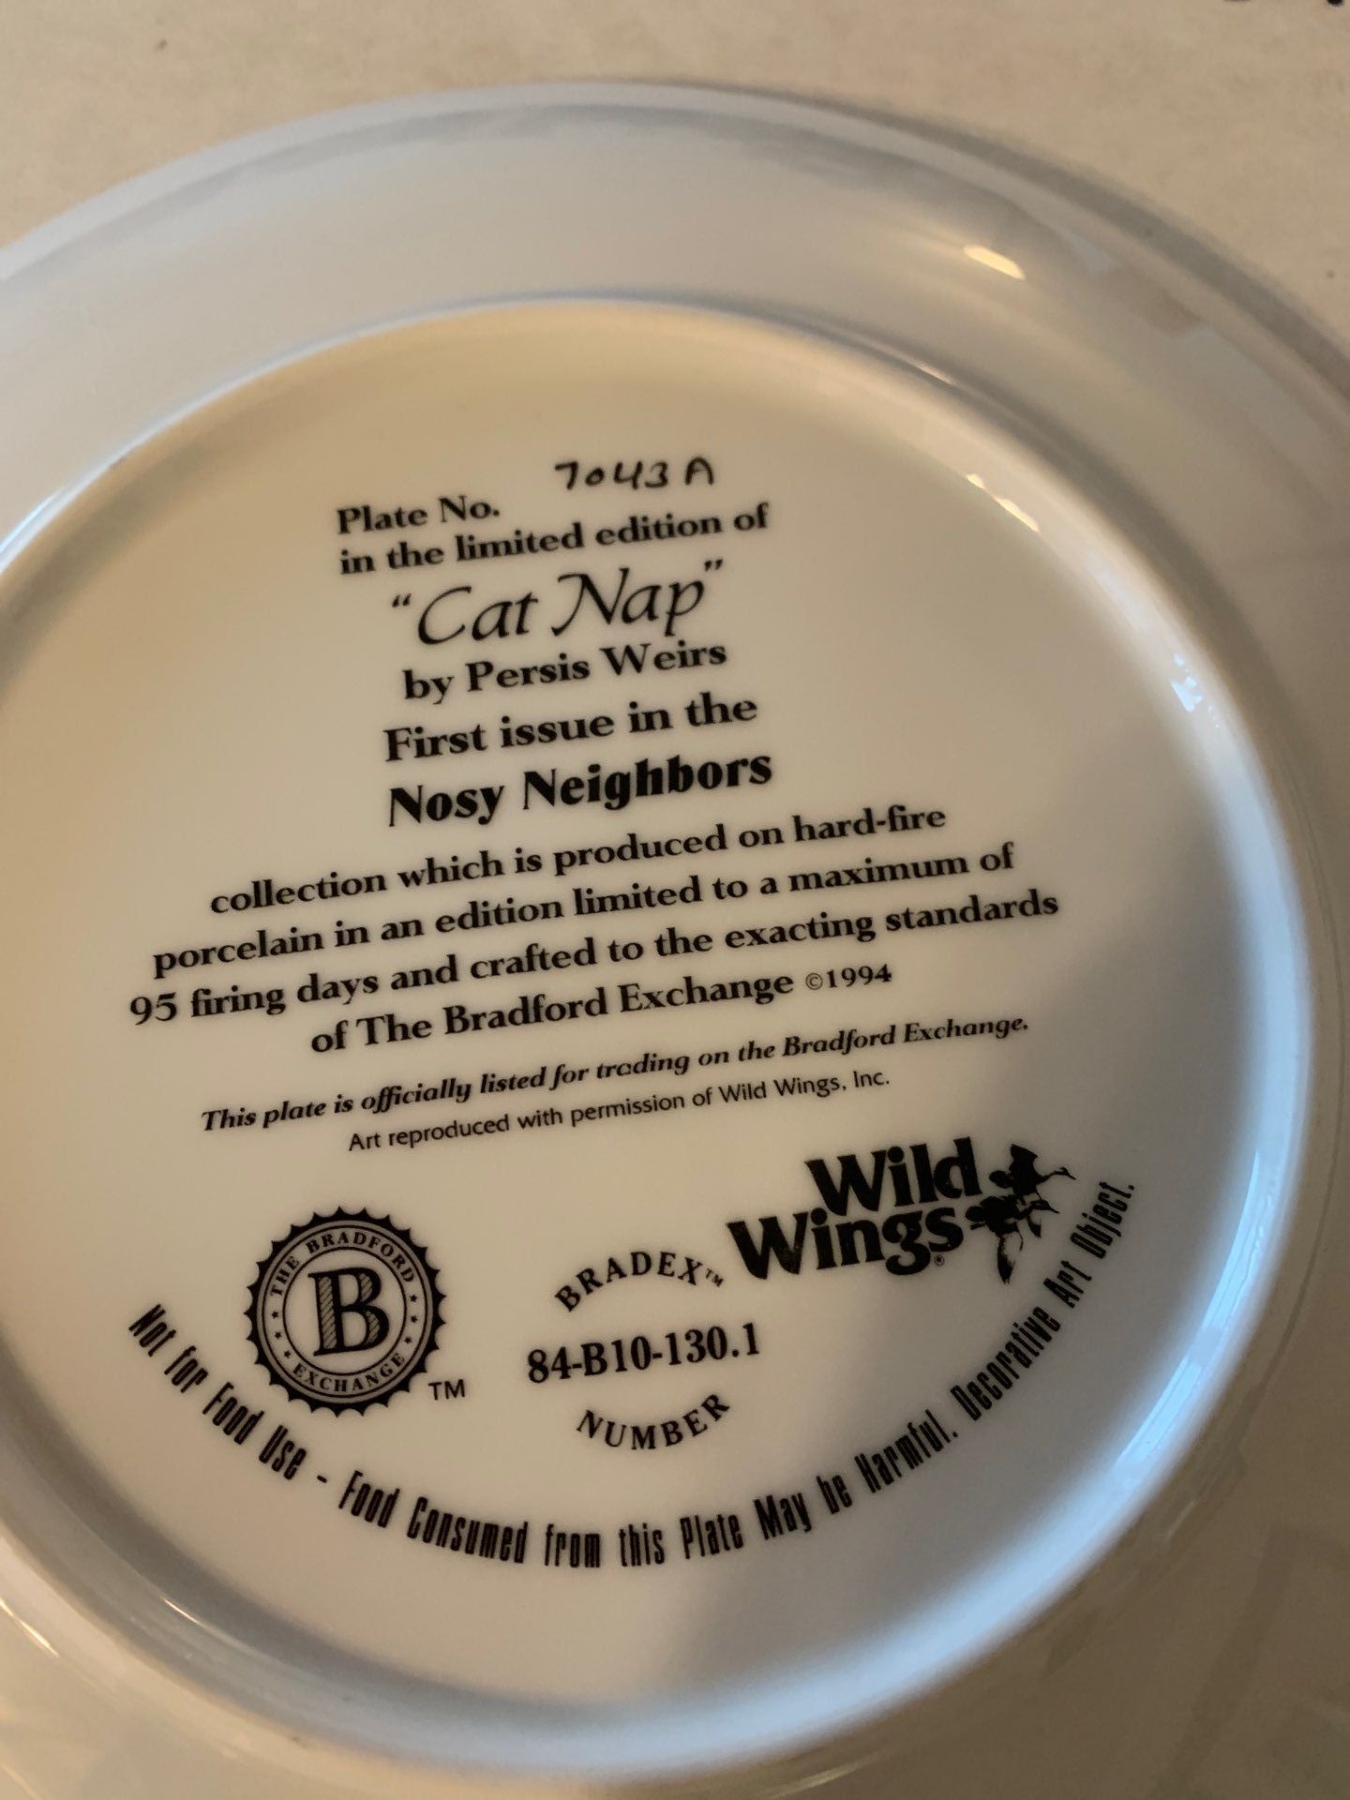 7043 A
Plate No.
in the limited edition of
“Cat Nap”
by Persis Weirs
First issue in the
Nosy Neighbors
collection which is produced on hard-fire
porcelain in an edition limited to a maximum of
95 firing days and crafted to the exacting standards
of The Bradford Exchange ©1994
This plate is officially listed for trading on the Bradford Exchange.
Art reproduced with permission of Wild Wings, Inc.
Wild
Wings®
THE BRADFORD
B
EXCHANGE
TM
BRADEX™
84-B10-130.1
NUMBER
Not for Food Use - Food Consumed from this Plate May be Harmful. Decorative Art Object.